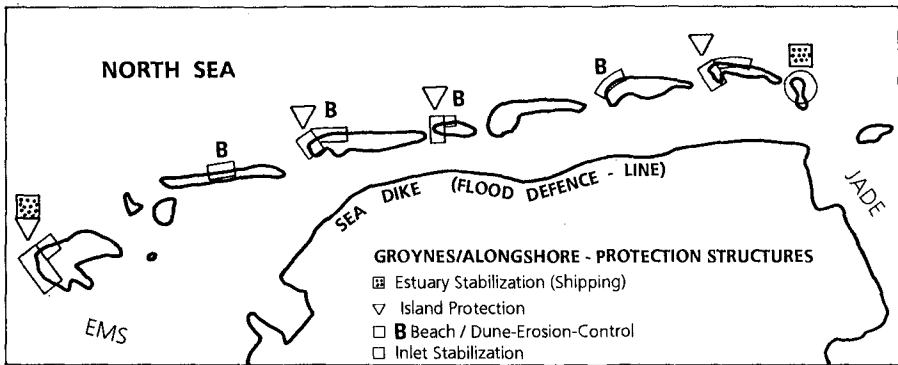 NORTH SEA
B
B
B
B
SEA DIKE (FLOOD DEFENCE - LINE)
JADE
EMS
GROYNES/ALONGSHORE - PROTECTION STRUCTURES
Estuary Stabilization (Shipping)
Island Protection
B Beach / Dune-Erosion-Control
Inlet Stabilization